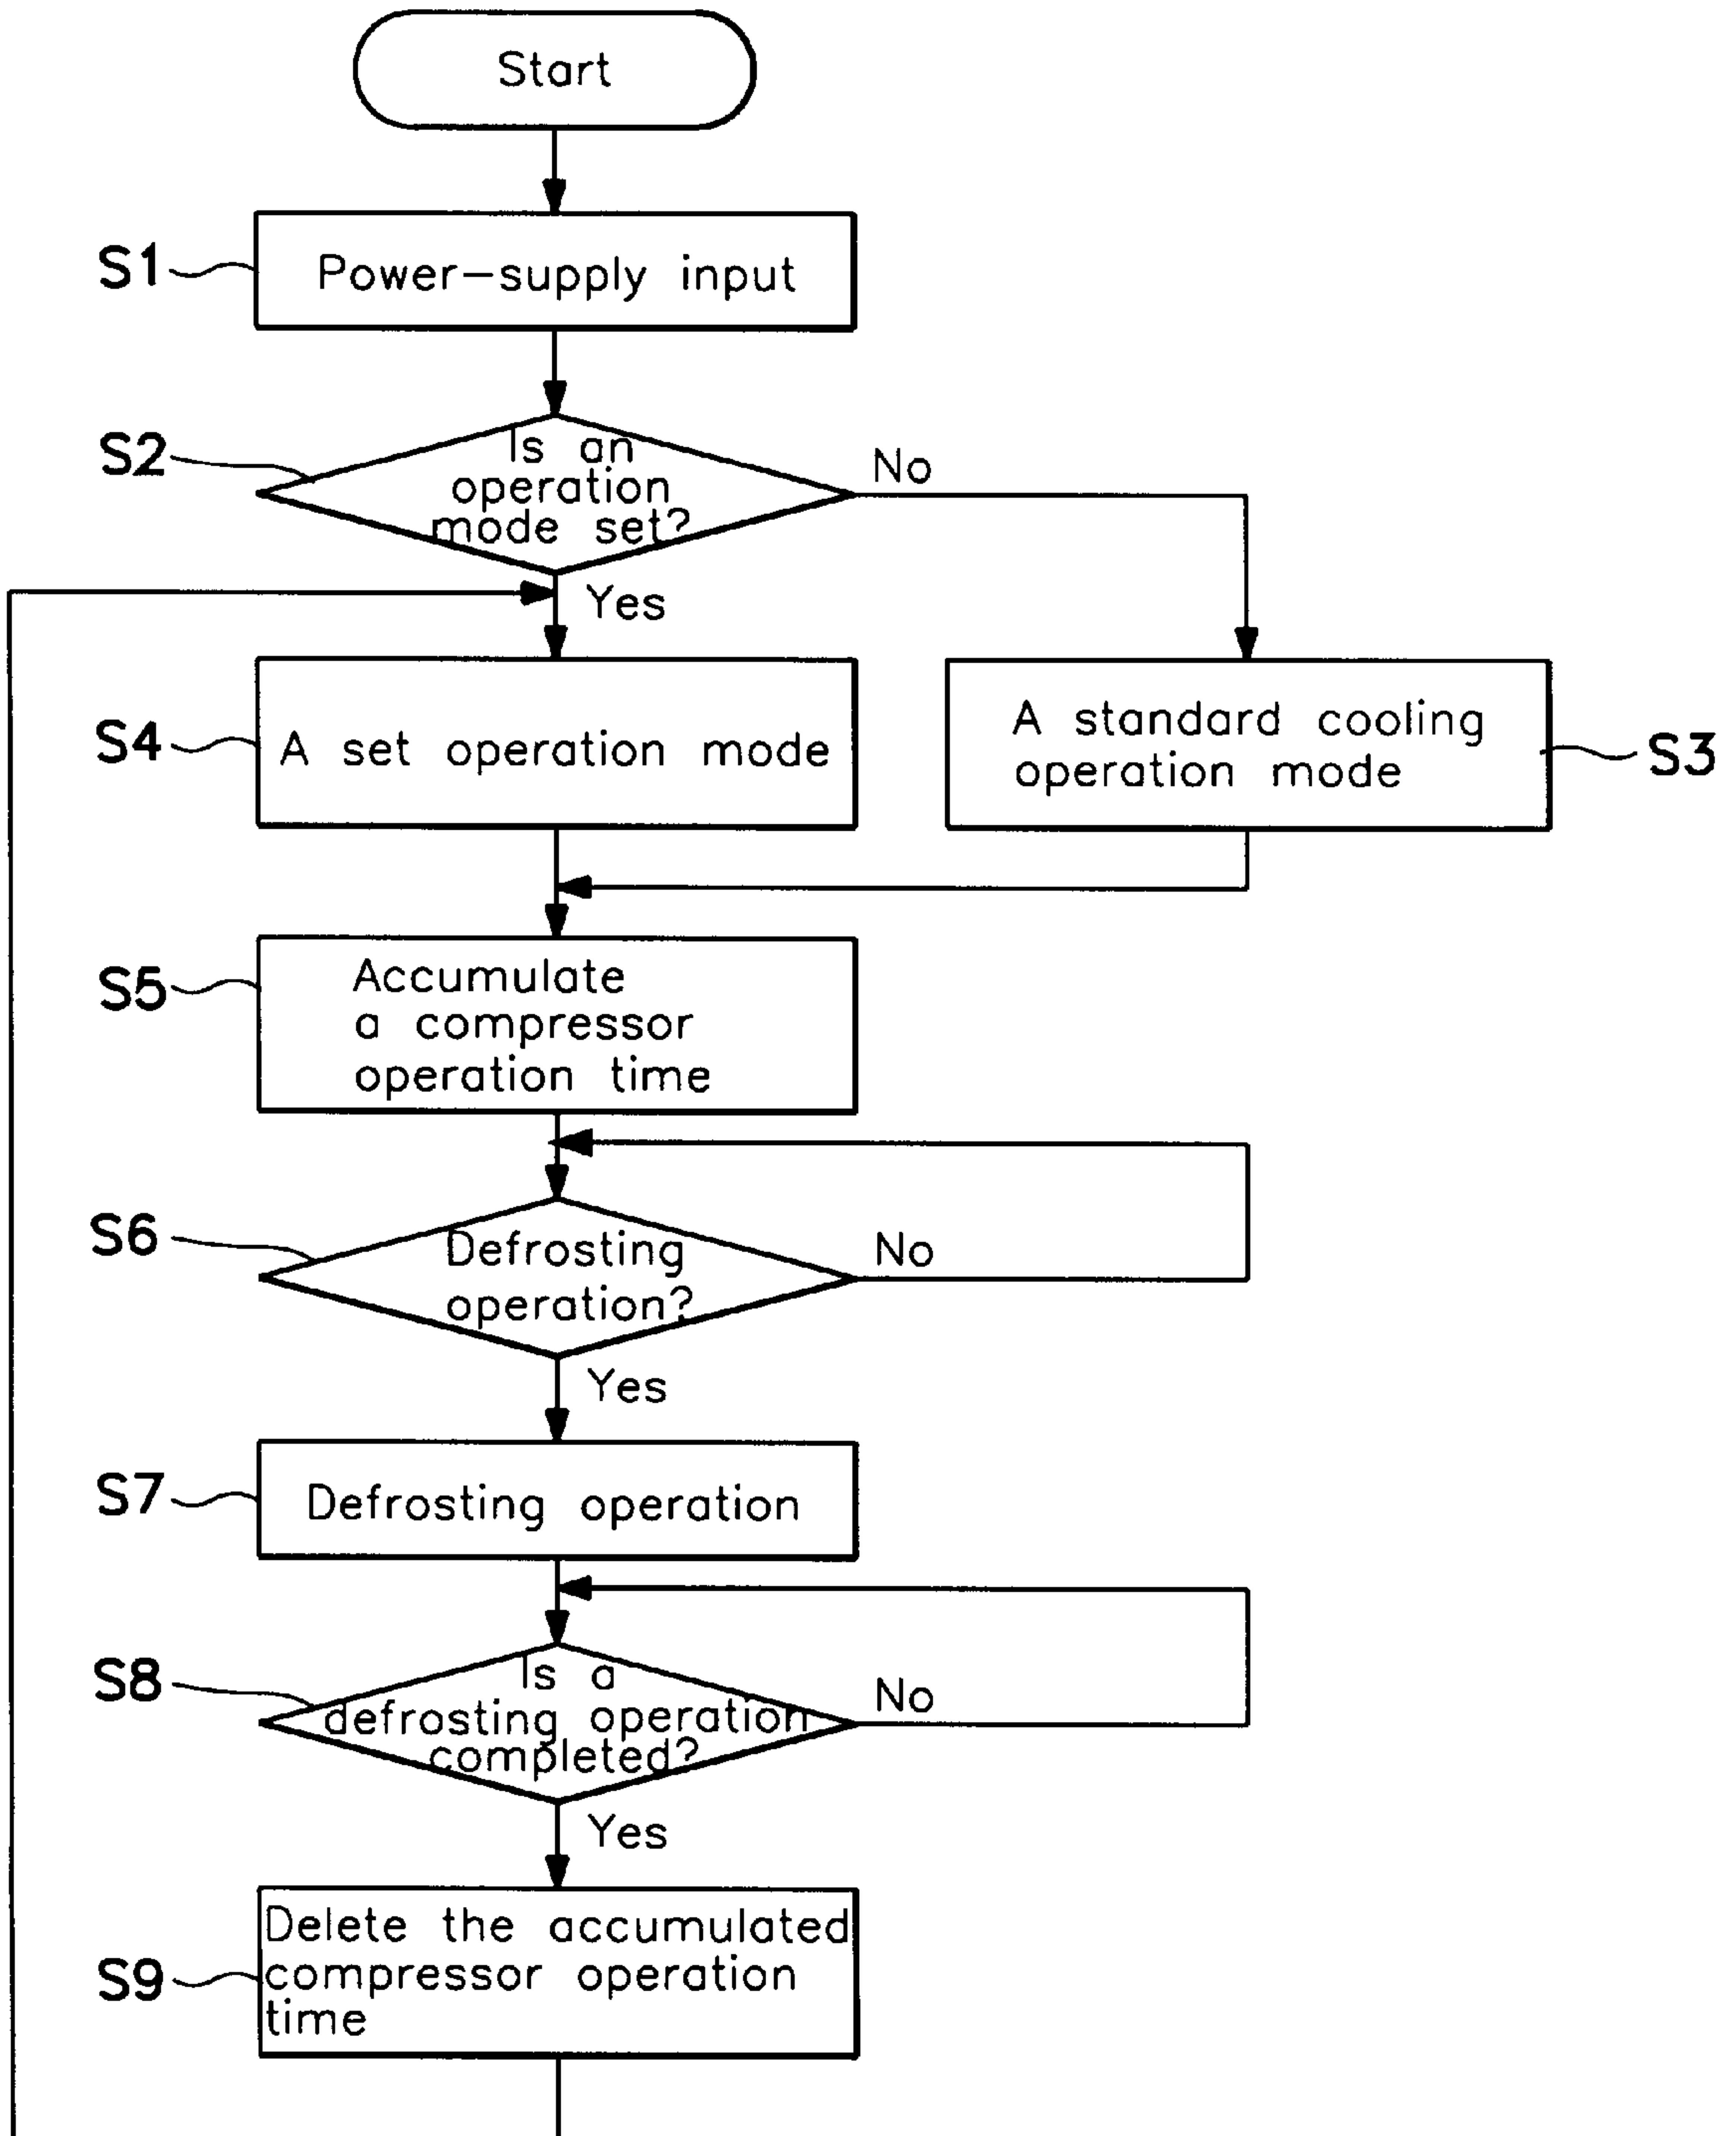 Start
S1
Power-supply input
S2
Is an
operation
mode set?
No
Yes
S4
A set operation mode
A standard cooling
operation mode
S3
S5
Accumulate
a compressor
operation time
S6
Defrosting
operation?
No
Yes
S7
Defrosting operation
S8
Is a
defrosting operation
completed?
No
Yes
S9
Delete the accumulated
compressor operation
time